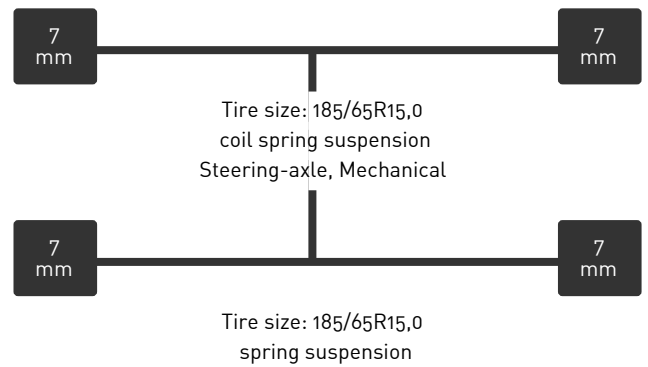 7
mm
7
mm
Tire size: 185/65R15,0
coil spring suspension
Steering-axle, Mechanical
7
mm
7
mm
Tire size: 185/65R15,0
spring suspension